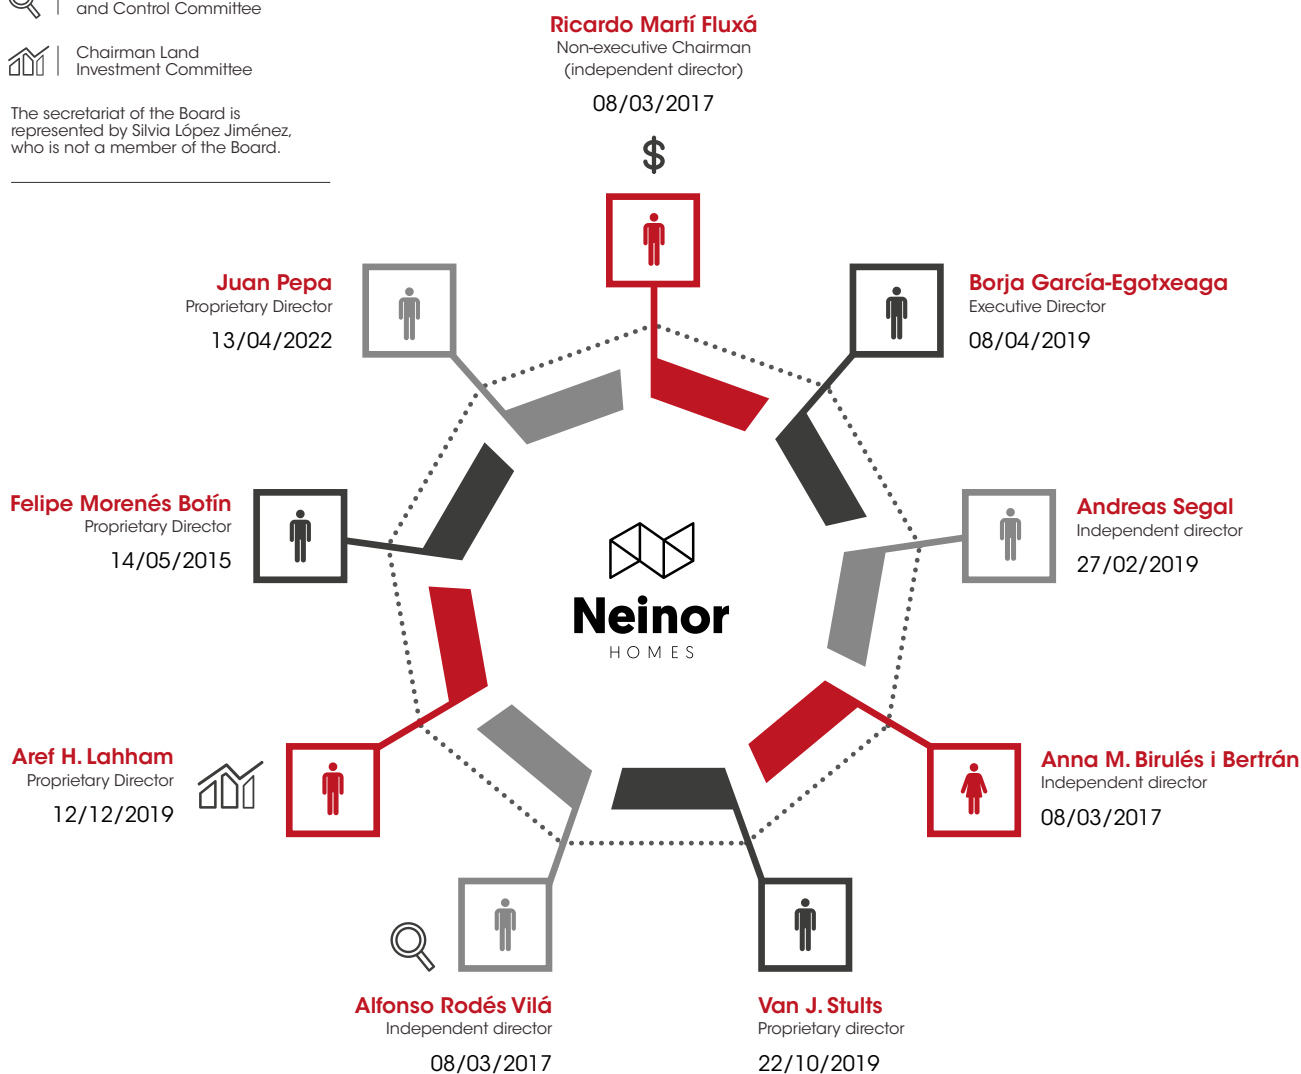 and Control Committee
Chairman Land
Investment Committee
The secretariat of the Board is
represented by Silvia López Jiménez,
who is not a member of the Board.
Ricardo Martí Fluxá
Non-executive Chairman
(independent director)
08/03/2017
$
Juan Pepa
Proprietary Director
13/04/2022
Borja García-Egotxeaga
Executive Director
08/04/2019
Felipe Morenés Botín
Proprietary Director
14/05/2015
Andreas Segal
Independent director
27/02/2019
Neinor
HOMES
Aref H. Lahham
Proprietary Director
12/12/2019
Anna M. Birulés i Bertrán
Independent director
08/03/2017
Alfonso Rodés Vilá
Independent director
08/03/2017
Van J. Stults
Proprietary director
22/10/2019